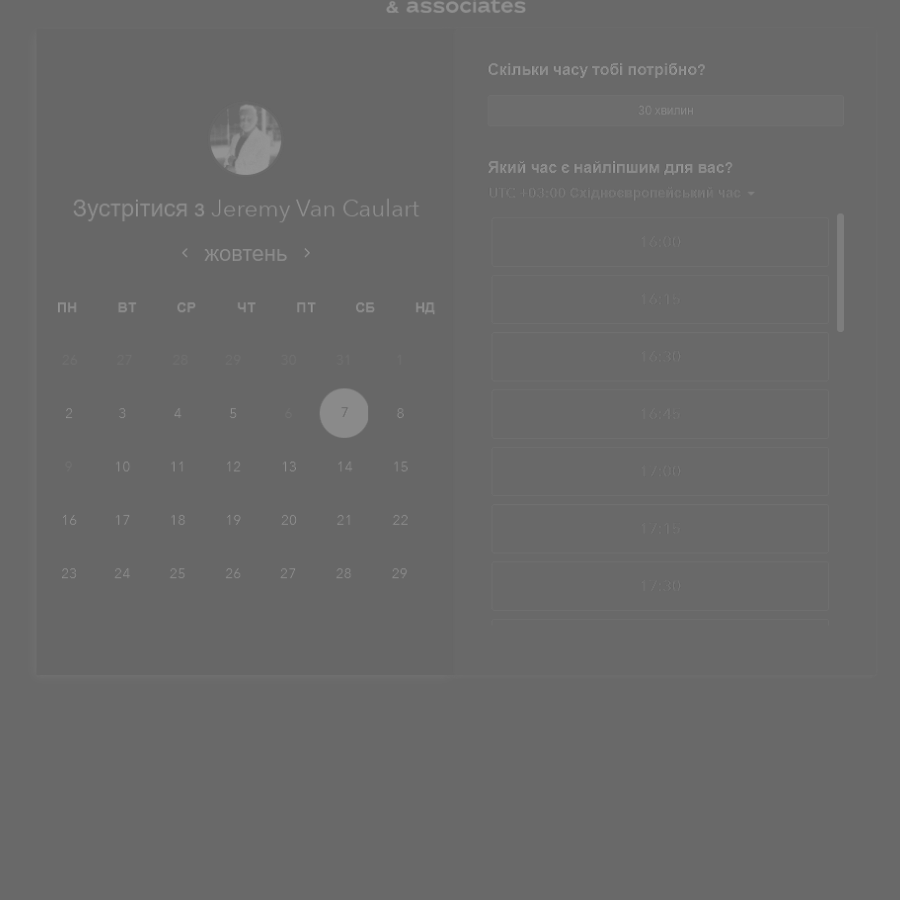 & associates
Зустрітися з Jeremy Van Caulart
жовтень
ПН ВТ СР ЧТ ПТ СБ НД
26 27 28 29 30 31 1
2 3 4 5 6 7 8
9 10 11 12 13 14 15
16 17 18 19 20 21 22
23 24 25 26 27 28 29
Скільки часу тобі потрібно?
30 хвилин
Який час є найліпшим для вас?
UTC +03:00 Східноєвропейський час
16:00
16:15
16:30
16:45
17:00
17:15
17:30